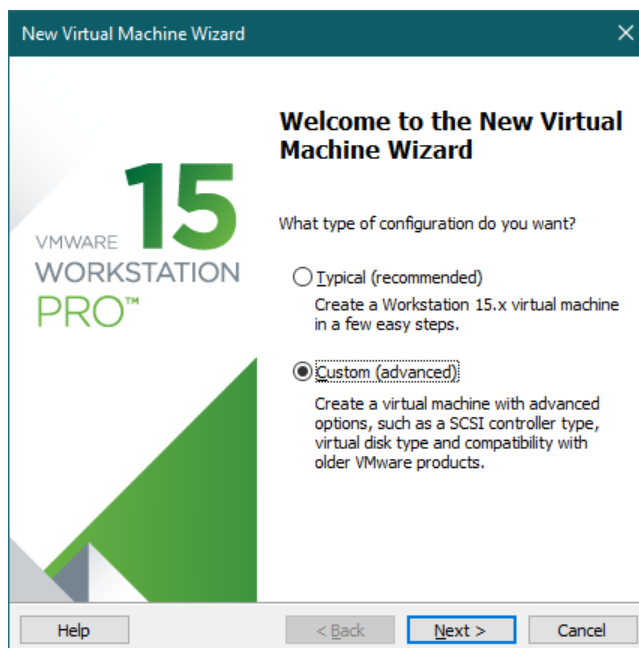 New Virtual Machine Wizard
Welcome to the New Virtual
Machine Wizard
VMWARE 15
WORKSTATION
PRO™
What type of configuration do you want?
Typical (recommended)
Create a Workstation 15.x virtual machine
in a few easy steps.
Custom (advanced)
Create a virtual machine with advanced
options, such as a SCSI controller type,
virtual disk type and compatibility with
older VMware products.
Help
< Back
Next >
Cancel